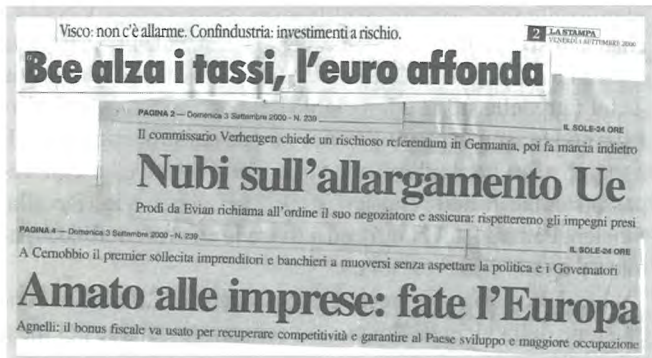 Visco: non c'è allarme. Confindustria: investimenti a rischio.
2 LA STAMPA
VENERDÌ 1 SETTEMBRE 2000
Bce alza i tassi, l'euro affonda
PAGINA 2 — Domenica 3 Settembre 2000 - N. 239
IL SOLE-24 ORE
Il commissario Verheugen chiede un rischioso referendum in Germania, poi fa marcia indietro
Nubi sull'allargamento Ue
Prodi da Evian richiama all'ordine il suo negoziatore e assicura: rispetteremo gli impegni presi
PAGINA 4 — Domenica 3 Settembre 2000 - N. 239
IL SOLE-24 ORE
A Cernobbio il premier sollecita imprenditori e banchieri a muoversi senza aspettare la politica e i Governatori
Amato alle imprese: fate l'Europa
Agnelli: il bonus fiscale va usato per recuperare competitività e garantire al Paese sviluppo e maggiore occupazione